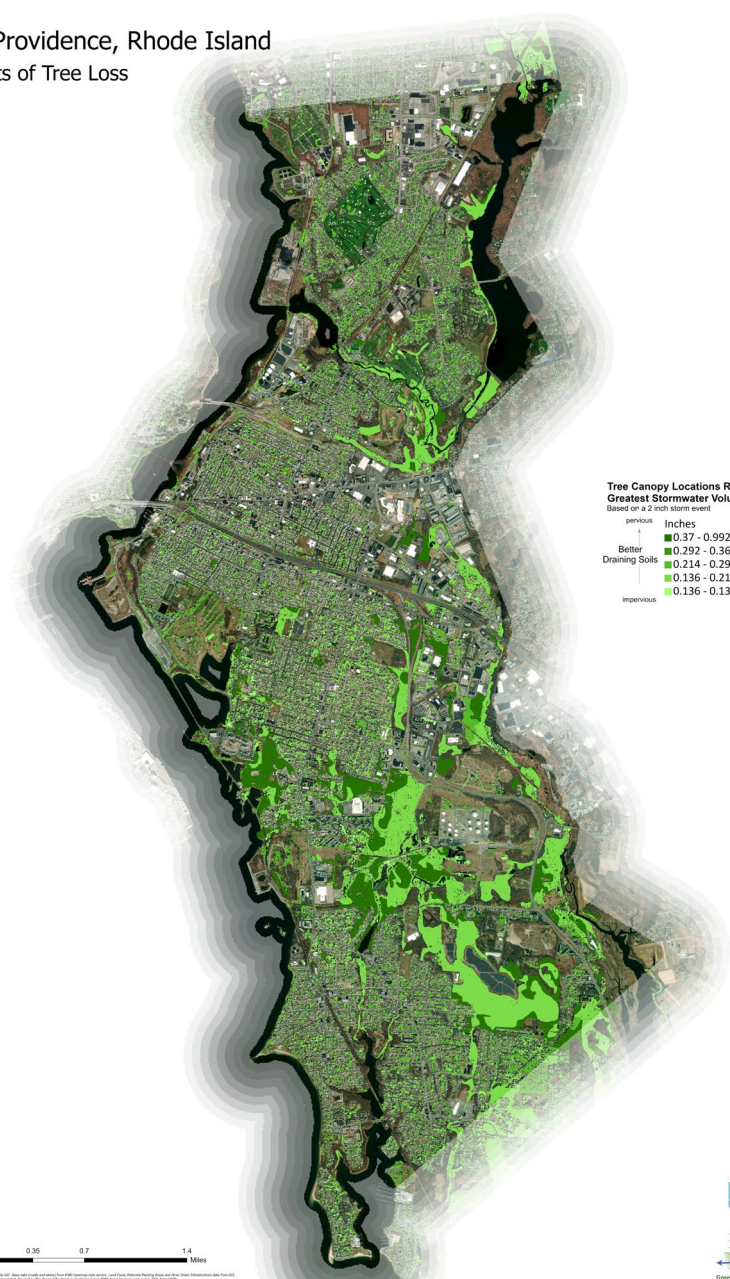 Providence, Rhode Island
ts of Tree Loss
Tree Canopy Locations R
Greatest Stormwater Volu
Based on a 2 inch storm event
pervious
Inches
0.37 - 0.992
Better
0.292 - 0.36
Draining Soils
0.214 - 0.29
0.136 - 0.21
impervious
0.136 - 0.13
0.35 0.7 1.4
Miles
Gree